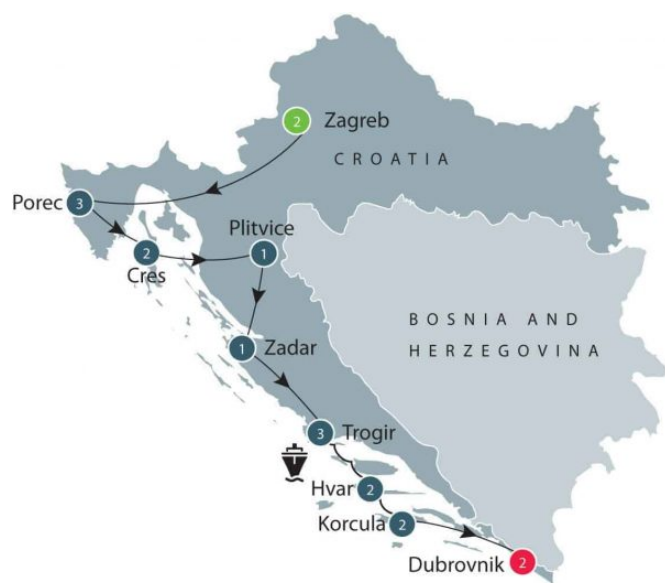 2 Zagreb
CROATIA
Porec 3
Plitvice
1
2
Cres
BOSNIA AND
HERZEGOVINA
1 Zadar
3 Trogir
Hvar 2
Korcula 2
Dubrovnik 2